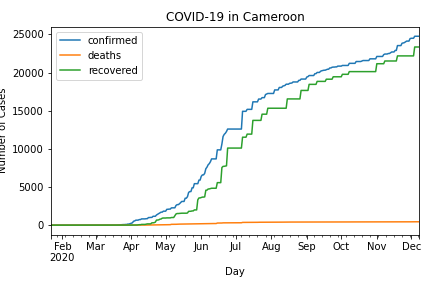 COVID-19 in Cameroon
confirmed
deaths
recovered
Number of Cases
25000
20000
15000
10000
5000
0
Feb Mar Apr May Jun Jul Aug Sep Oct Nov Dec
2020
Day